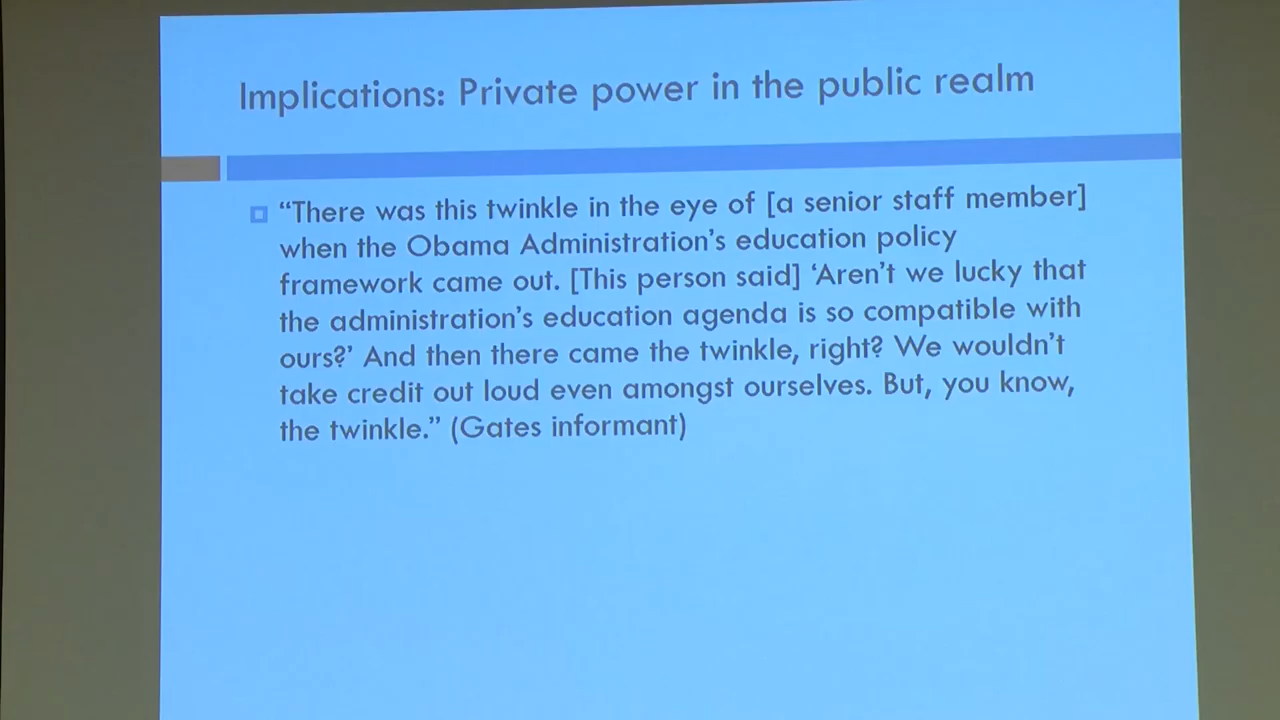 Implications: Private power in the public realm
“There was this twinkle in the eye of [a senior staff member]
when the Obama Administration’s education policy
framework came out. [This person said] ‘Aren’t we lucky that
the administration’s education agenda is so compatible with
ours?’ And then there came the twinkle, right? We wouldn’t
take credit out loud even amongst ourselves. But, you know,
the twinkle.” (Gates informant)